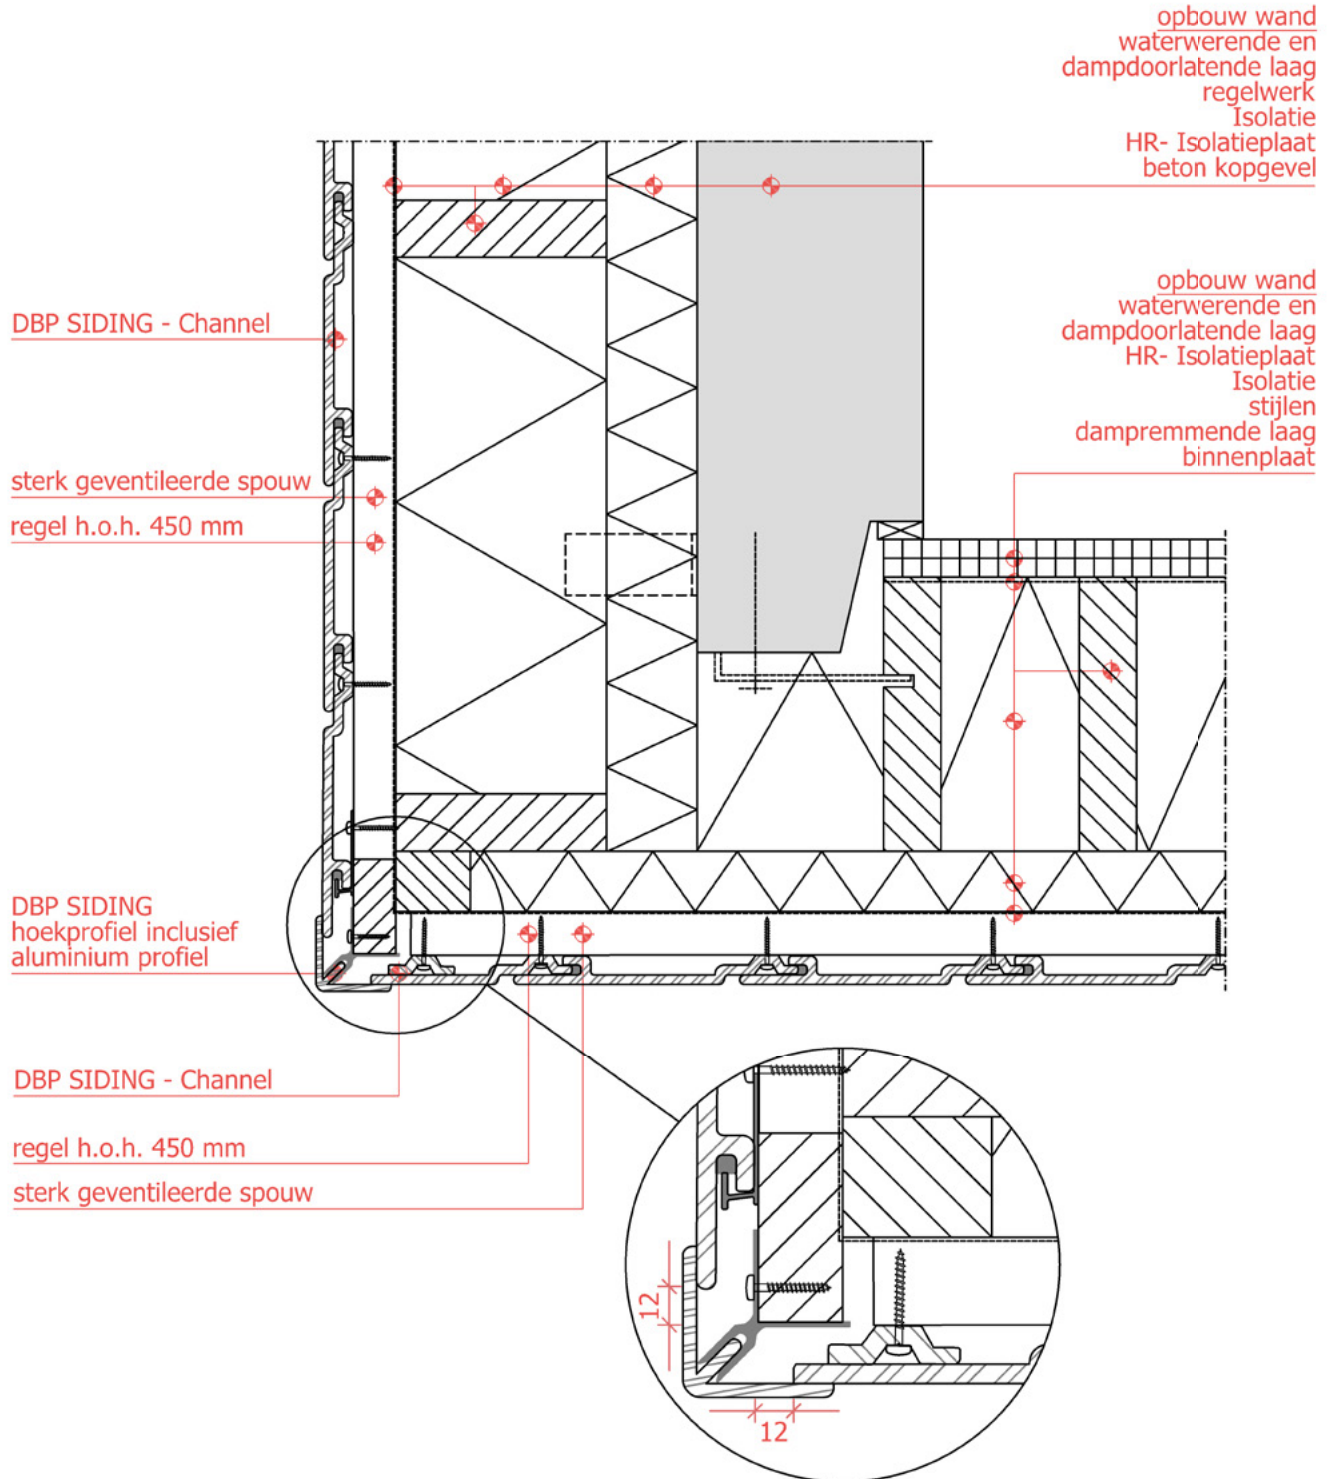 opbouw wand
waterwerende en
dampdoorlatende laag
regelwerk
Isolatie
HR- Isolatieplaat
beton kopgevel
opbouw wand
waterwerende en
dampdoorlatende laag
HR- Isolatieplaat
Isolatie
stijlen
dampremmende laag
binnenplaat
DBP SIDING - Channel
sterk geventileerde spouw
regel h.o.h. 450 mm
DBP SIDING
hoekprofiel inclusief
aluminium profiel
DBP SIDING - Channel
regel h.o.h. 450 mm
sterk geventileerde spouw
12
12